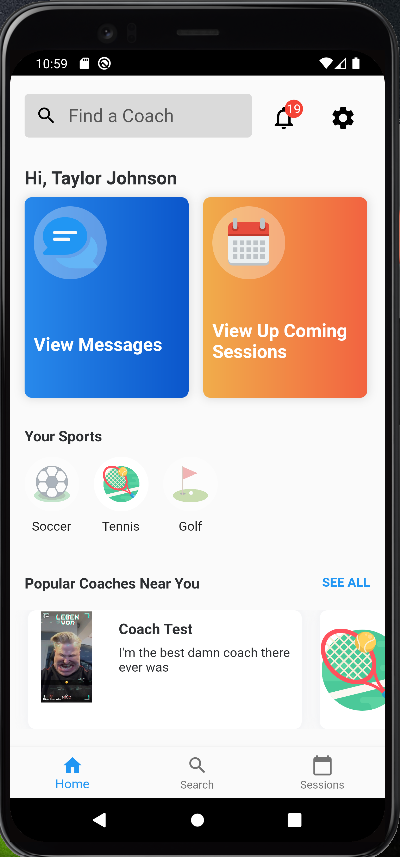 10:59
Find a Coach
19
Hi, Taylor Johnson
View Messages
View Up Coming
Sessions
Your Sports
Soccer
Tennis
Golf
Popular Coaches Near You
SEE ALL
LEBEN
Coach Test
I'm the best damn coach there
ever was
Home
Search
Sessions